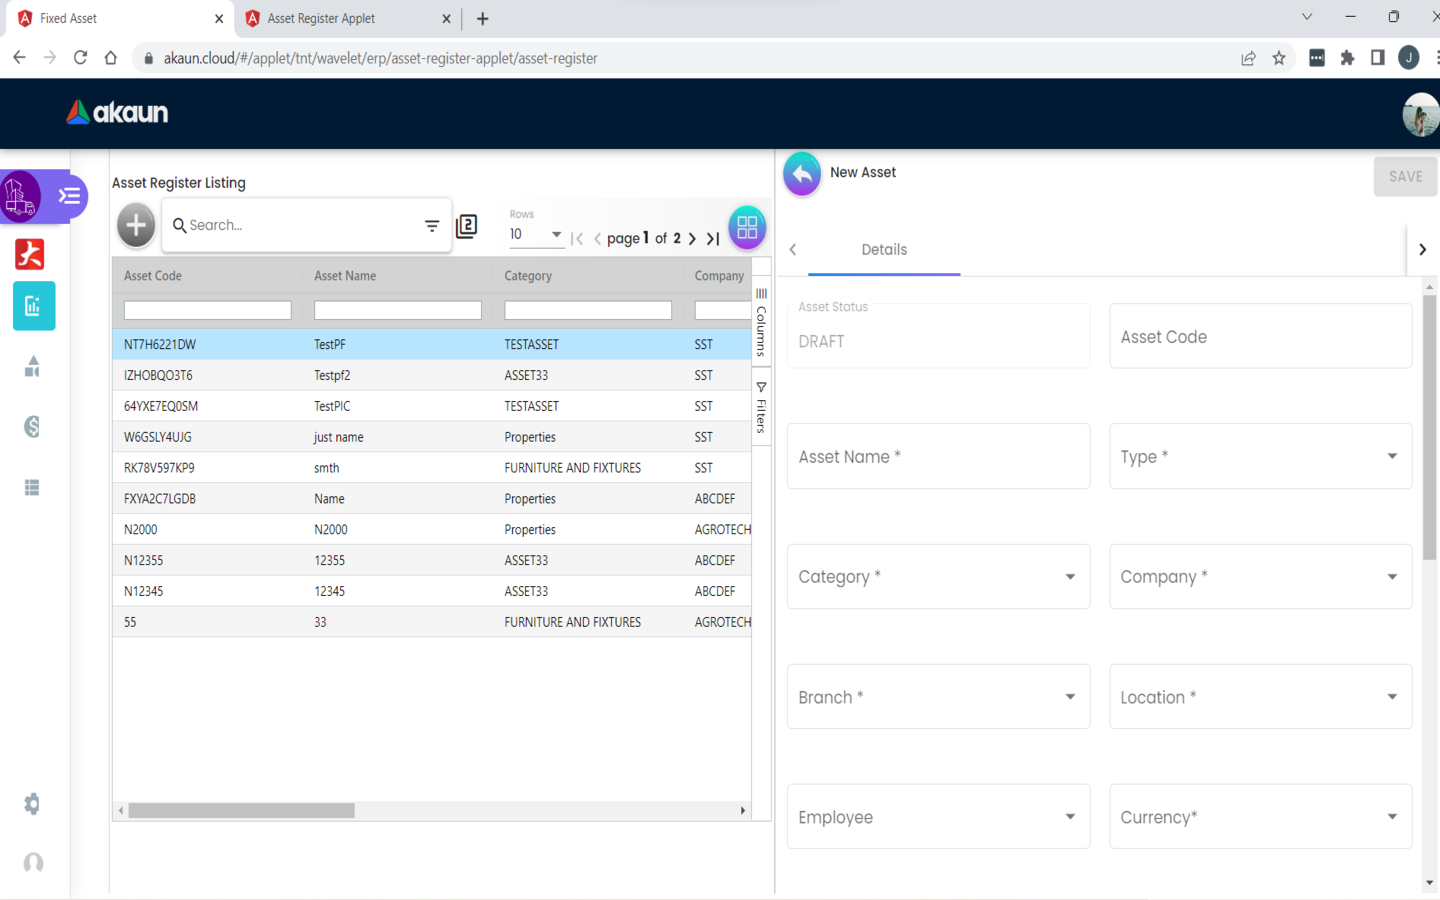 Fixed Asset
Asset Register Applet
akaun.cloud/#/applet/tnt/wavelet/erp/asset-register-applet/asset-register
J
akaun
Asset Register Listing
Search...
2
Rows
10
page 1 of 2
Asset Code Asset Name Category Company
NT7H6221DW TestPF TESTASSET SST
IZHOBQO3T6 Testpf2 ASSET33 SST
64YXE7EQ0SM TestPIC TESTASSET SST
W6GSLY4UJG just name Properties SST
RK78V597KP9 smth FURNITURE AND FIXTURES SST
FXYA2C7LGDB Name Properties ABCDEF
N2000 N2000 Properties AGROTECH
N12355 12355 ASSET33 ABCDEF
N12345 12345 ASSET33 ABCDEF
55 33 FURNITURE AND FIXTURES AGROTECH
Columns
Filters
New Asset
SAVE
Details
Asset Status
DRAFT
Asset Code
Asset Name *
Type *
Category *
Company *
Branch *
Location *
Employee
Currency*